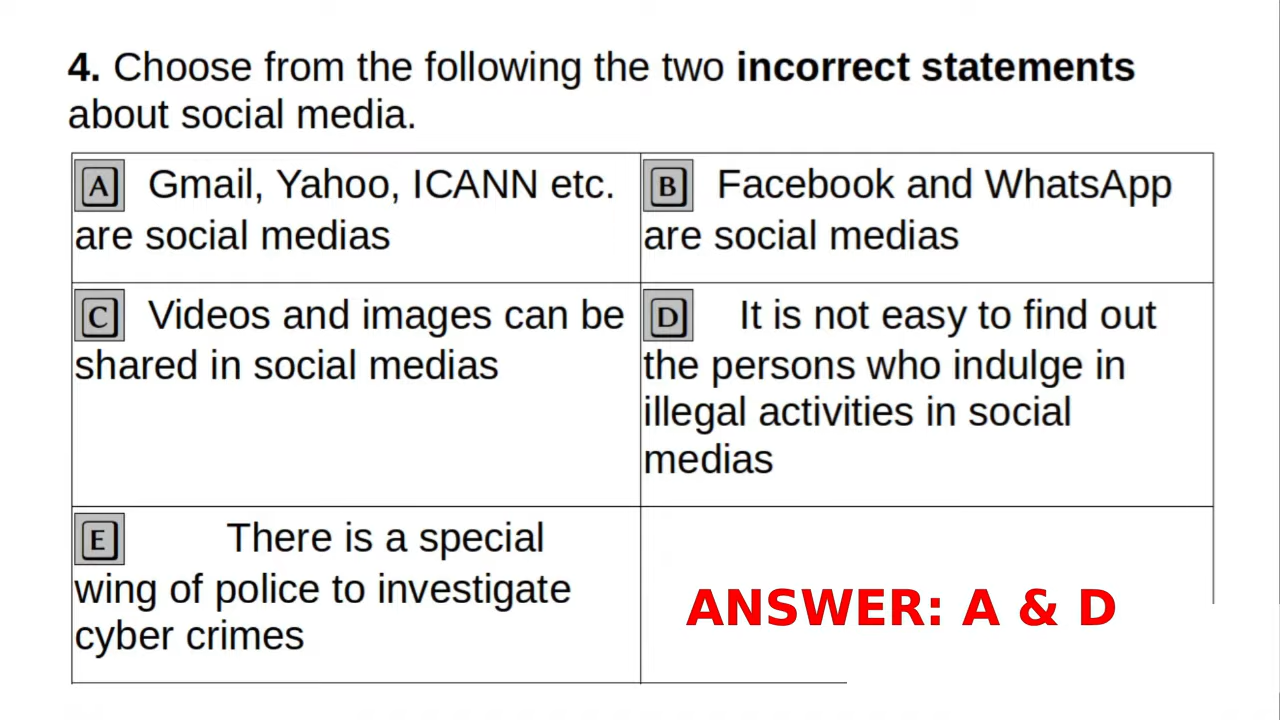 4. Choose from the following the two incorrect statements
about social media.
A Gmail, Yahoo, ICANN etc.
are social medias
B Facebook and WhatsApp
are social medias
C Videos and images can be
shared in social medias
D It is not easy to find out
the persons who indulge in
illegal activities in social
medias
E There is a special
wing of police to investigate
cyber crimes
ANSWER: A & D